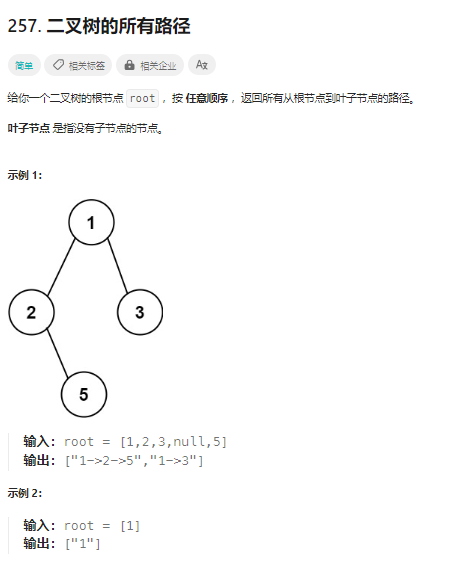 257. 二叉树的所有路径
简单 相关标签 相关企业 A文
给你一个二叉树的根节点 root ，按 任意顺序 ，返回所有从根节点到叶子节点的路径。
叶子节点 是指没有子节点的节点。
示例 1：
1
2 3
5
输入：root = [1,2,3,null,5]
输出：["1->2->5","1->3"]
示例 2：
输入：root = [1]
输出：["1"]